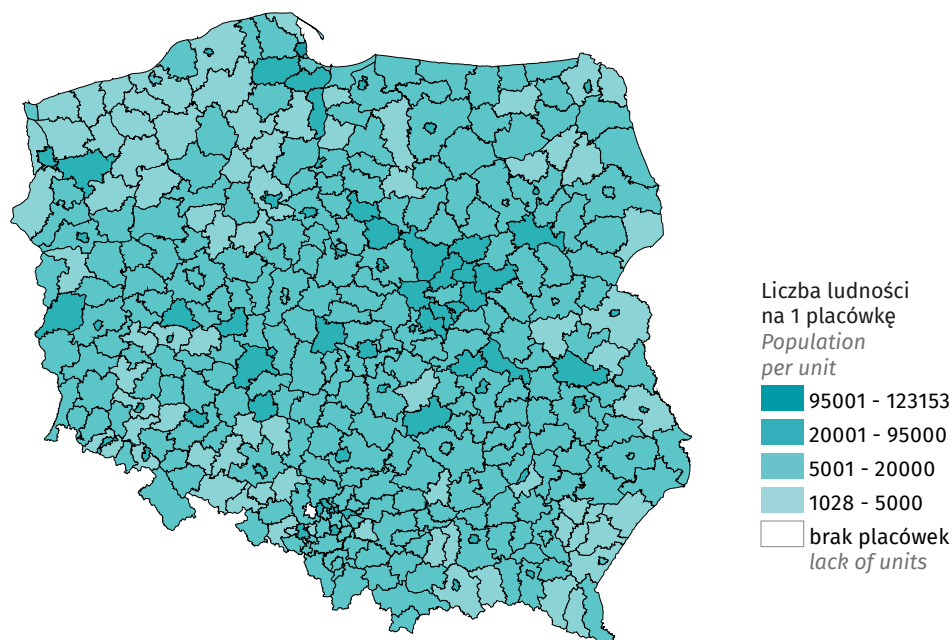 Liczba ludności
na 1 placówkę
Population
per unit
95001 - 123153
20001 - 95000
5001 - 20000
1028 - 5000
brak placówek
lack of units